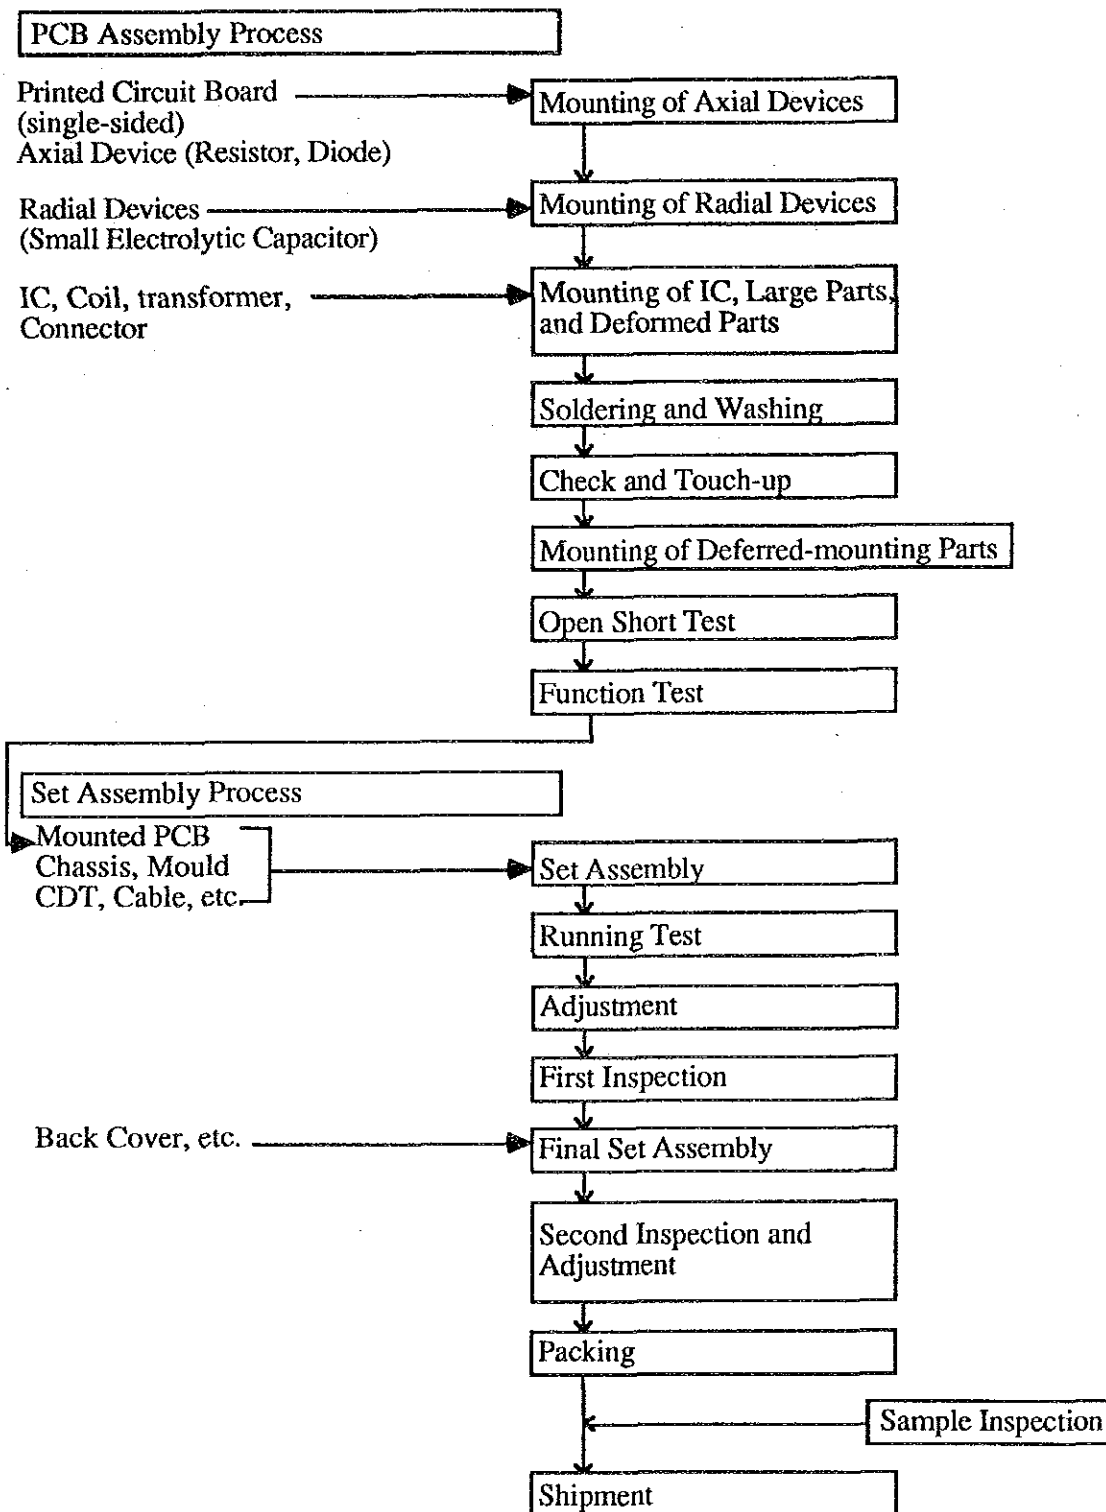 PCB Assembly Process
Printed Circuit Board
(single-sided)
Axial Device (Resistor, Diode)
Mounting of Axial Devices
Radial Devices
(Small Electrolytic Capacitor)
Mounting of Radial Devices
IC, Coil, transformer,
Connector
Mounting of IC, Large Parts,
and Deformed Parts
Soldering and Washing
Check and Touch-up
Mounting of Deferred-mounting Parts
Open Short Test
Function Test
Set Assembly Process
Mounted PCB
Chassis, Mould
CDT, Cable, etc.
Set Assembly
Running Test
Adjustment
First Inspection
Back Cover, etc.
Final Set Assembly
Second Inspection and
Adjustment
Packing
Sample Inspection
Shipment